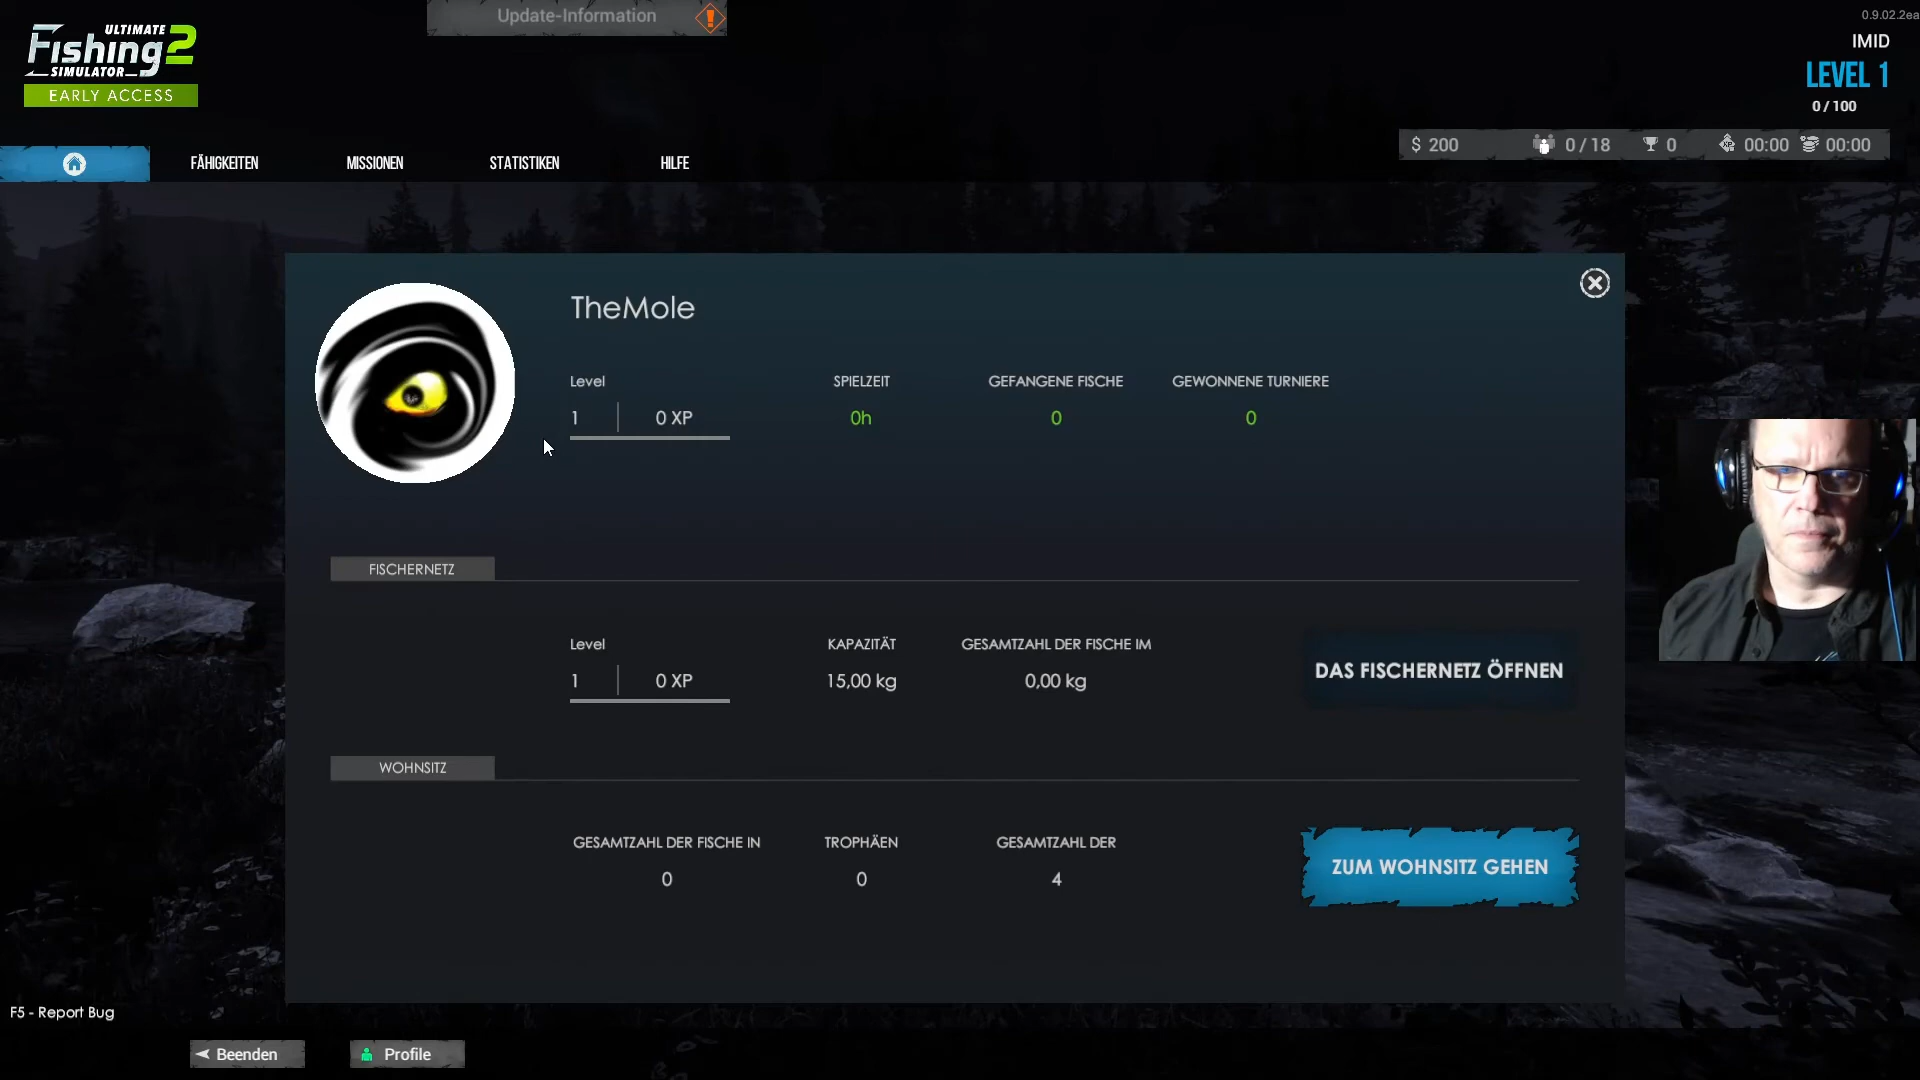 Update-Information
0.9.02.2ea
ULTIMATE
Fishing 2
SIMULATOR
EARLY ACCESS
IMID
LEVEL 1
0 / 100
$ 200 0 / 18 0 00:00 00:00
FÄHIGKEITEN MISSIONEN STATISTIKEN HILFE
TheMole
Level SPIELZEIT GEFANGENE FISCHE GEWONNENE TURNIERE
1 0 XP 0h 0 0
FISCHERNETZ
Level KAPAZITÄT GESAMTZAHL DER FISCHE IM
1 0 XP 15,00 kg 0,00 kg
DAS FISCHERNETZ ÖFFNEN
WOHNSITZ
GESAMTZAHL DER FISCHE IN TROPHÄEN GESAMTZAHL DER
0 0 4
ZUM WOHNSITZ GEHEN
F5 - Report Bug
Beenden Profile